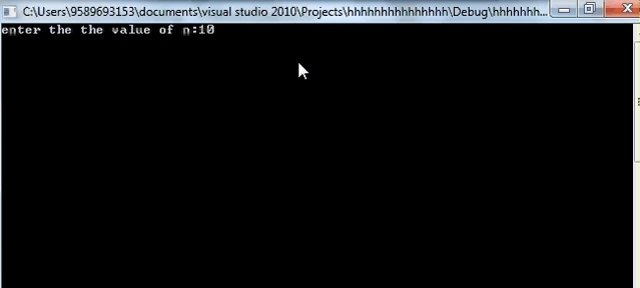 C:\Users\9589693153\documents\visual studio 2010\Projects\hhhhhhhhhhhhhhh\Debug\hhhhhhh...
enter the the value of n:10